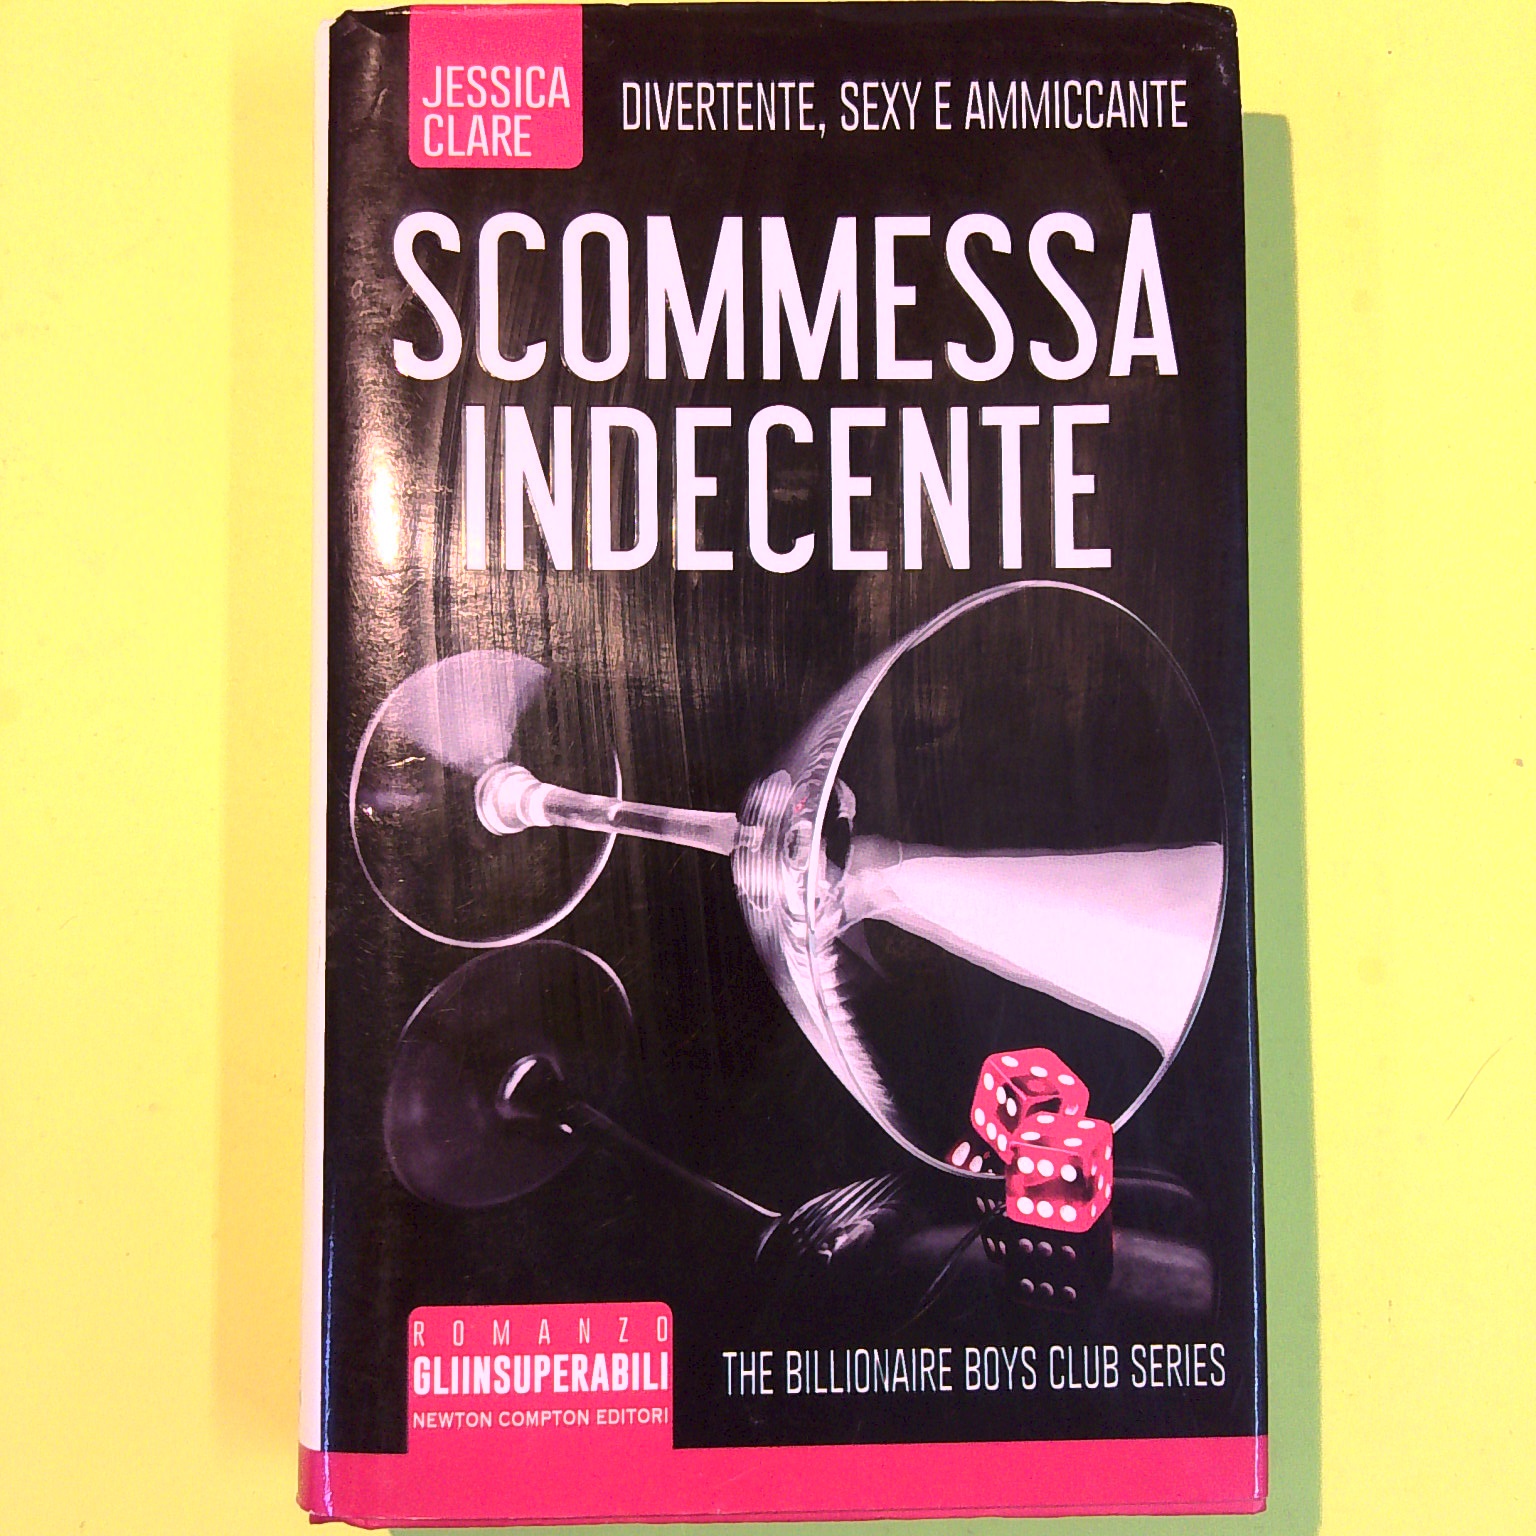 JESSICA
CLARE
DIVERTENTE, SEXY E AMMICCANTE
SCOMMESSA
INDECENTE
ROMANZO
GLIINSUPERABILI
NEWTON COMPTON EDITORI
THE BILLIONAIRE BOYS CLUB SERIES